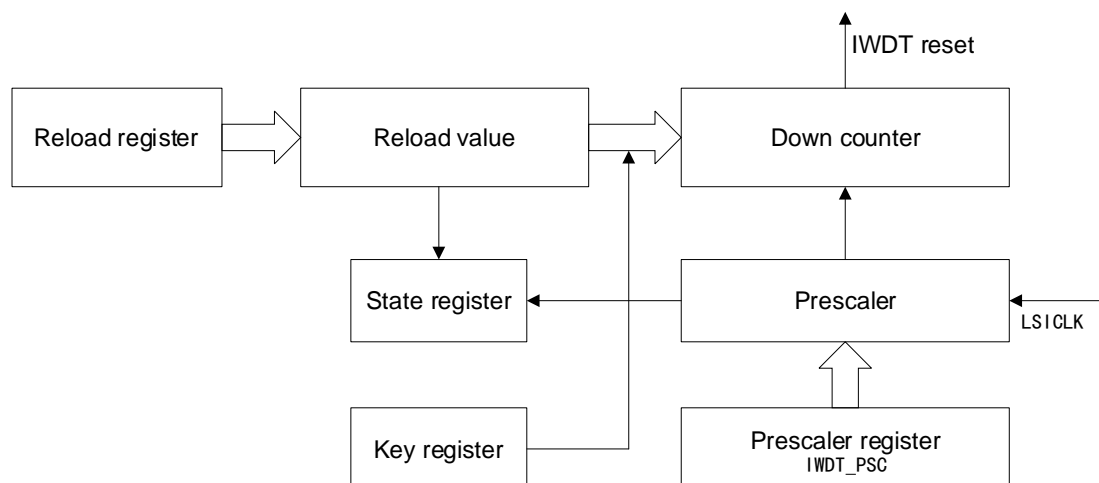 IWDT reset
Reload register
Reload value
Down counter
State register
Prescaler
LSICLK
Key register
Prescaler register
IWDT_PSC